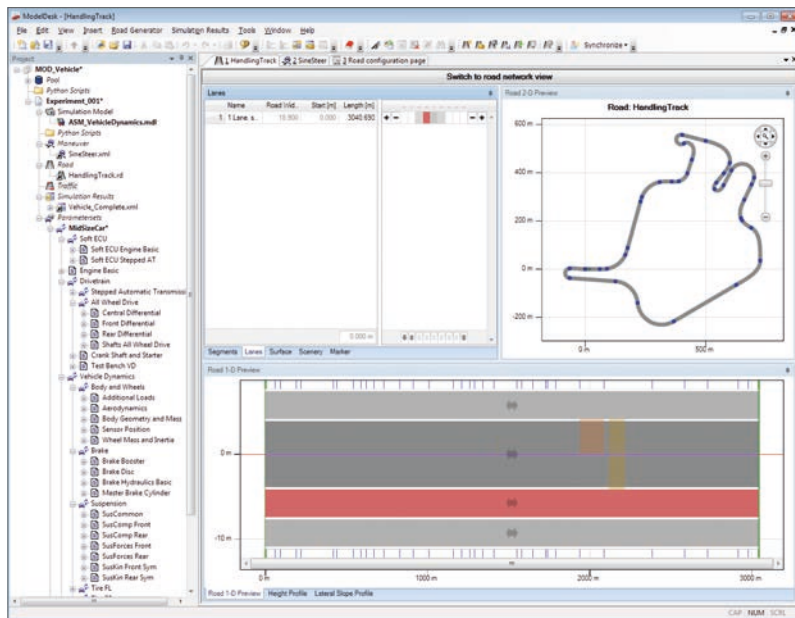 ModelDesk - [HandlingTrack]
File Edit View Insert Road Generator Simulation Results Tools Window Help
Synchronize
Project
MOD_Vehicle*
Pool
Python Scripts
Experiment_001*
Simulation Model
ASM_VehicleDynamics.mdl
Python Scripts
Maneuver
SineSteer.xml
Road
HandlingTrack.rd
Traffic
Simulation Results
Vehicle_Complete.xml
Parametersets
MidSizeCar*
Soft ECU
Soft ECU Engine Basic
Soft ECU Stepped AT
Engine Basic
Drivetrain
Stepped Automatic Transmissi
All Wheel Drive
Central Differential
Front Differential
Rear Differential
Shafts All Wheel Drive
Crank Shaft and Starter
Test Bench VD
Vehicle Dynamics
Body and Wheels
Additional Loads
Aerodynamics
Body Geometry and Mass
Sensor Position
Wheel Mass and Inertia
Brake
Brake Booster
Brake Disc
Brake Hydraulics Basic
Master Brake Cylinder
Suspension
SusCommon
SusComp Front
SusComp Rear
SusForces Front
SusForces Rear
SusKin Front Sym
SusKin Rear Sym
Tire FL
1 HandlingTrack 2 SineSteer 3 Road configuration page
Switch to road network view
Lanes
Name Road Wid.. Start [m] Length [m]
1 1 Lane: s.. 18.900 0.000 3040.690
0.000 m
Segments Lanes Surface Scenery Marker
Road 2-D Preview
Road: HandlingTrack
600 m
400 m
200 m
0 m
-200 m
0 m 500 m
Road 1-D Preview
0 m
-10 m
0 m 1000 m 2000 m 3000 m
Road 1-D Preview Height Profile Lateral Slope Profile
CAP NUM SCRL